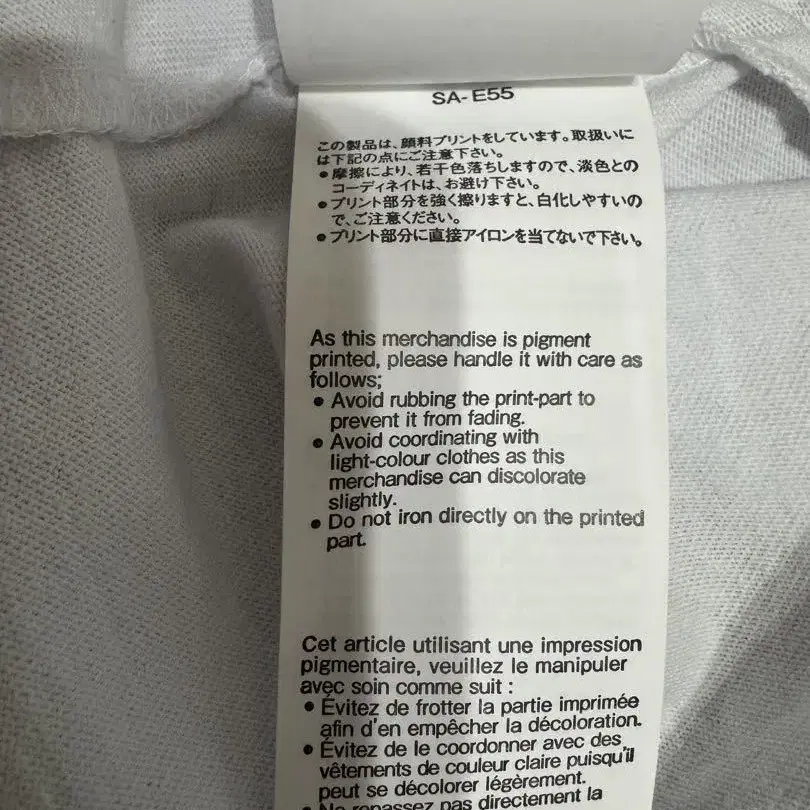 SA-E55
この製品は、顔料プリントをしています。取扱いに
は下記の点にご注意下さい。
● 摩擦により、若干色落ちしますので、淡色との
コーディネイトは、お避け下さい。
● プリント部分を強く擦りますと、白化しやすいの
で、ご注意ください。
● プリント部分に直接アイロンを当てないで下さい。
As this merchandise is pigment
printed, please handle it with care as
follows;
● Avoid rubbing the print-part to
prevent it from fading.
● Avoid coordinating with
light-colour clothes as this
merchandise can discolorate
slightly.
● Do not iron directly on the printed
part.
Cet article utilisant une impression
pigmentaire, veuillez le manipuler
avec soin comme suit :
● Évitez de frotter la partie imprimée
afin d'en empêcher la décoloration.
● Évitez de le coordonner avec des
vêtements de couleur claire puisqu'il
peut se décolorer légèrement.
● Ne repassez pas directement la